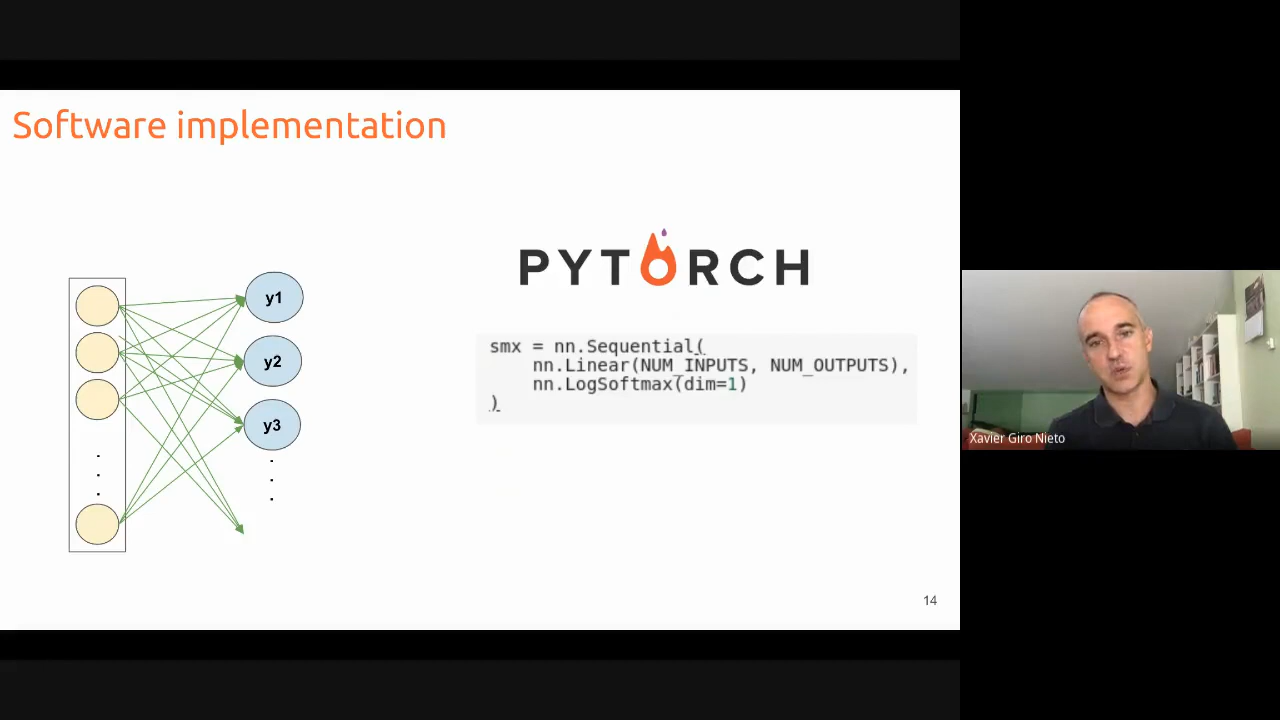 Software implementation
y1
y2
y3
PYTORCH
smx = nn.Sequential(
nn.Linear(NUM_INPUTS, NUM_OUTPUTS),
nn.LogSoftmax(dim=1)
)
14
Xavier Giro Nieto